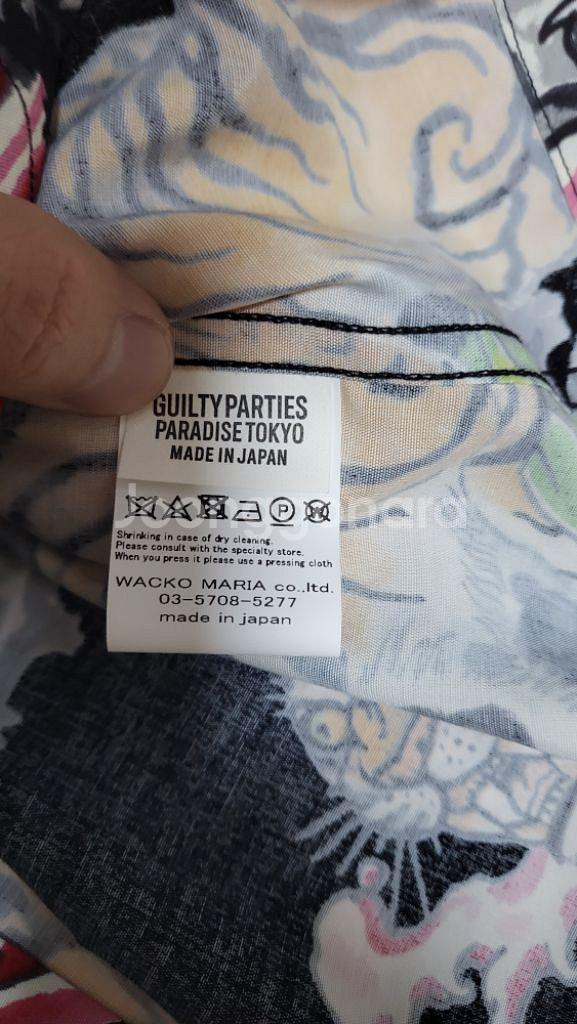 GUILTY PARTIES
PARADISE TOKYO
MADE IN JAPAN
P W
Joonggonara
Shrinking in case of dry cleaning.
Please consult with the specialty store.
When you press it please use a pressing cloth
WACKO MARIA co.,ltd.
03-5708-5277
made in japan